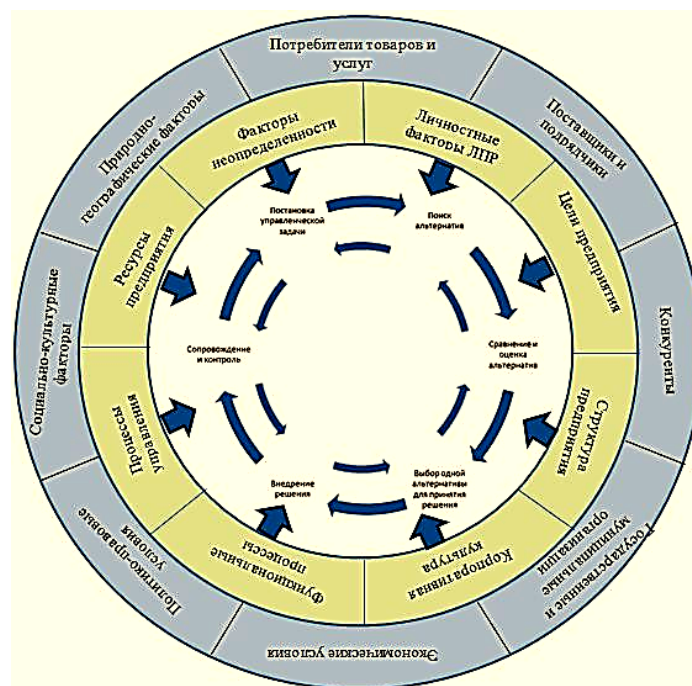 Потребители товаров и
услуг
Поставщики и
подрядчики
Конкуренты
Государственные и
муниципальные
организации
Экономические условия
Политико-правовые
условия
Социально-культурные
факторы
Природно-
географические факторы
Факторы
неопределенности
Личностные
факторы ЛПР
Цели предприятия
Структура
предприятия
Корпоративная
культура
Функциональные
процессы
Процессы
управления
Ресурсы
предприятия
Постановка
управленческой
задачи
Поиск
альтернатив
Сравнение и
оценка
альтернатив
Выбор одной
альтернативы
для принятия
решения
Внедрение
решения
Сопровождение
и контроль